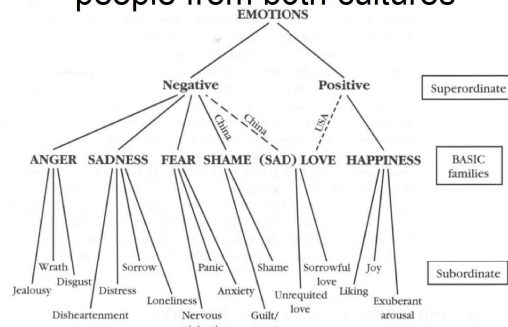 people from both cultures
EMOTIONS
Negative Positive
Superordinate
China China USA
ANGER SADNESS FEAR SHAME (SAD) LOVE HAPPINESS
BASIC
families
Wrath Sorrow Panic Shame Sorrowful Joy
love
Subordinate
Jealousy Disgust Distress Anxiety Unrequited Liking
love
Loneliness Exuberant
arousal
Disheartenment Nervous Guilt/